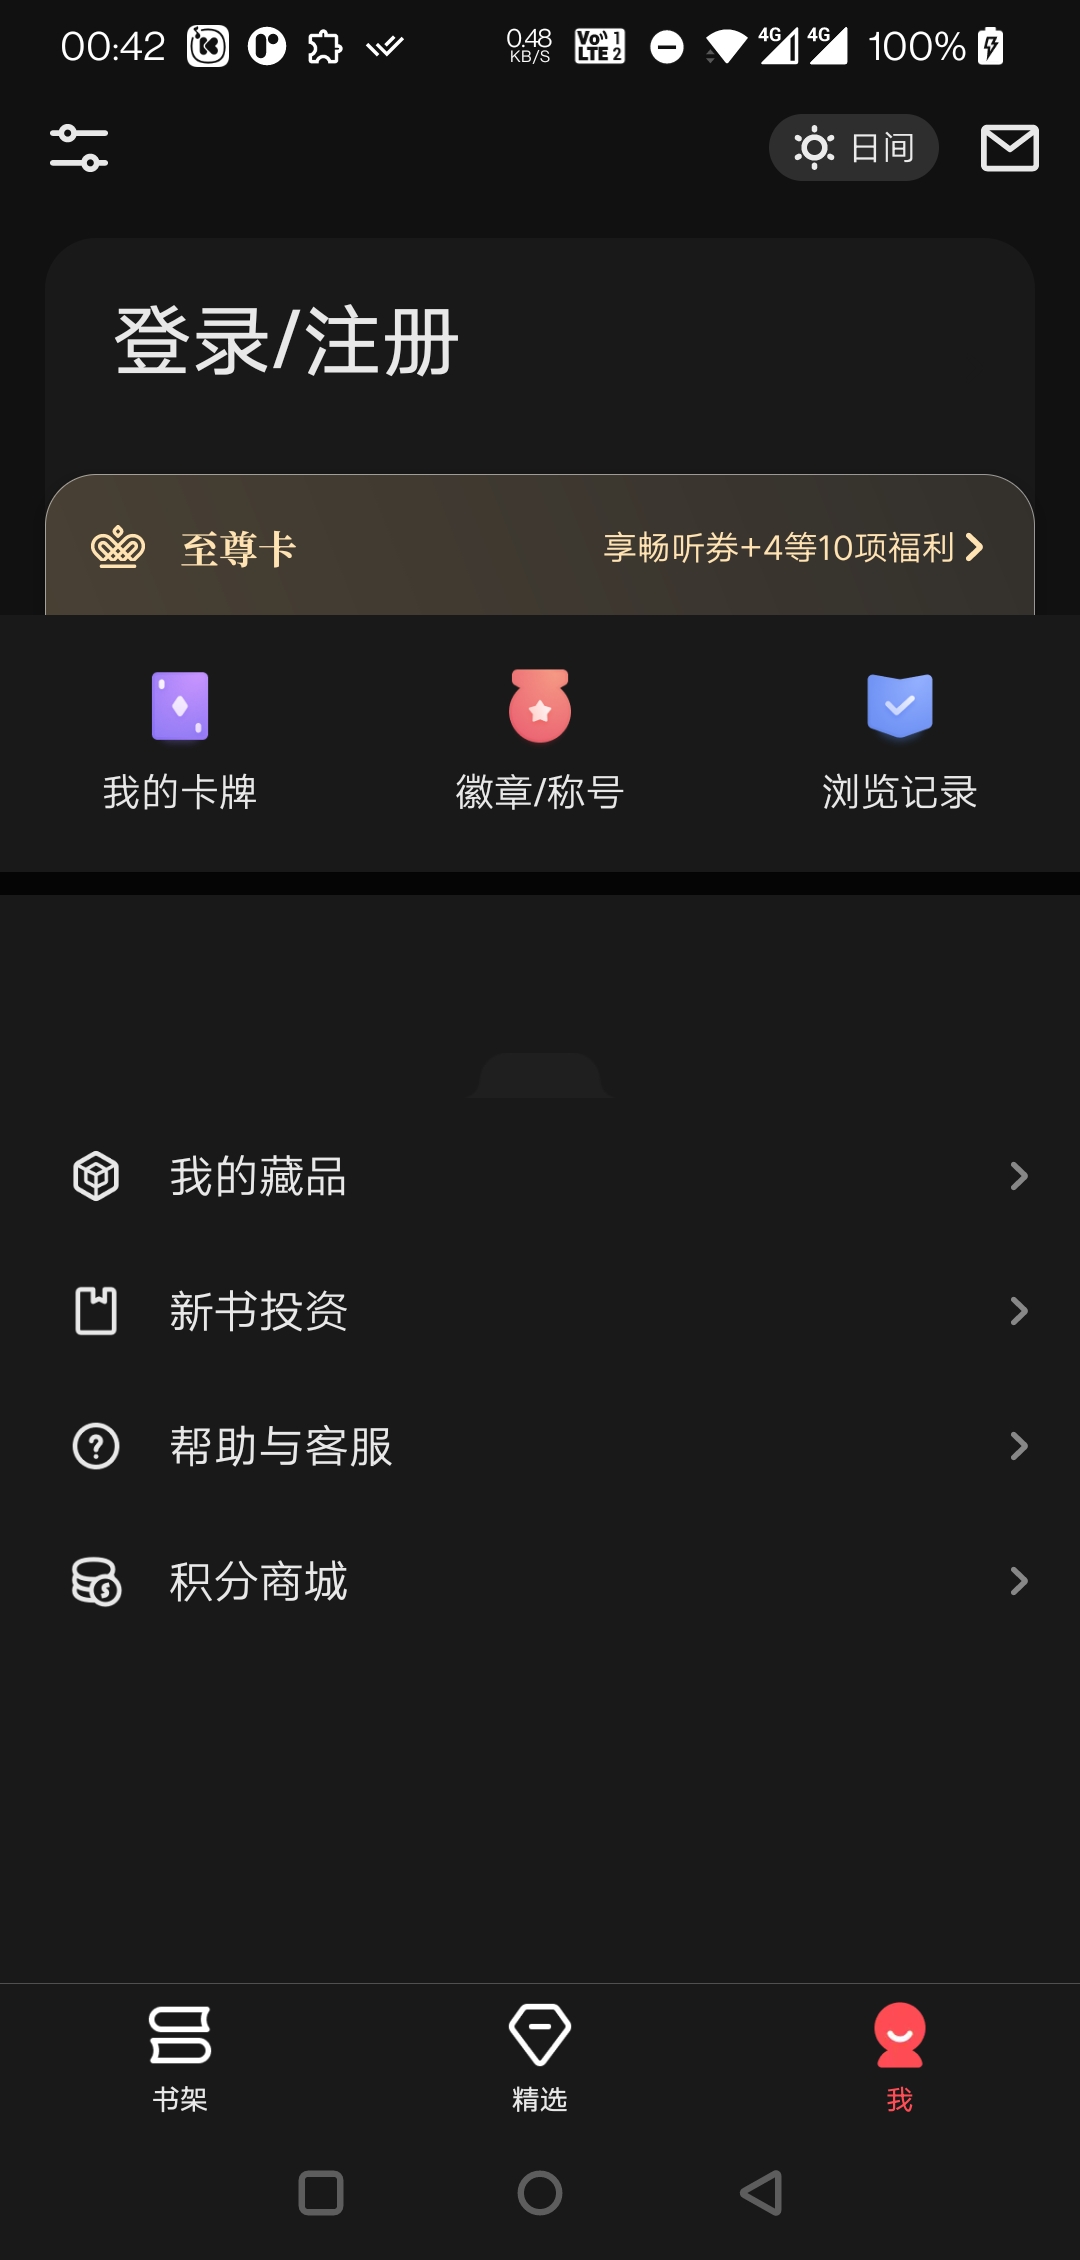 00:42
0.48 KB/S
Vo 1 LTE 2
4G 4G 100%
日间
登录/注册
至尊卡 享畅听券+4等10项福利
我的卡牌 徽章/称号 浏览记录
我的藏品
新书投资
帮助与客服
积分商城
书架 精选 我